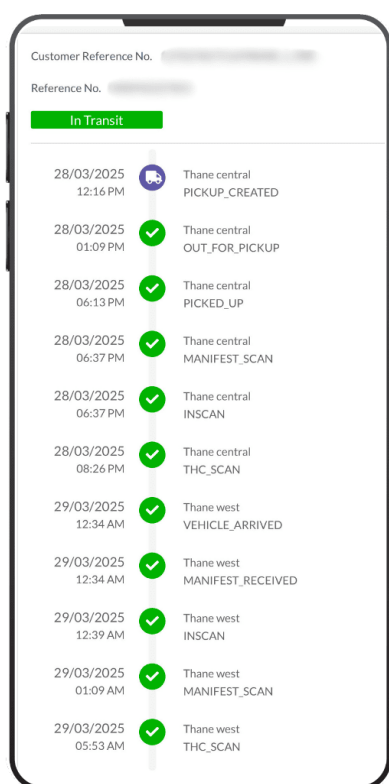 Customer Reference No.
Reference No.
In Transit
28/03/2025 Thane central
12:16 PM PICKUP_CREATED
28/03/2025 Thane central
01:09 PM OUT_FOR_PICKUP
28/03/2025 Thane central
06:13 PM PICKED_UP
28/03/2025 Thane central
06:37 PM MANIFEST_SCAN
28/03/2025 Thane central
06:37 PM INSCAN
28/03/2025 Thane central
08:26 PM THC_SCAN
29/03/2025 Thane west
12:34 AM VEHICLE_ARRIVED
29/03/2025 Thane west
12:34 AM MANIFEST_RECEIVED
29/03/2025 Thane west
12:39 AM INSCAN
29/03/2025 Thane west
01:09 AM MANIFEST_SCAN
29/03/2025 Thane west
05:53 AM THC_SCAN